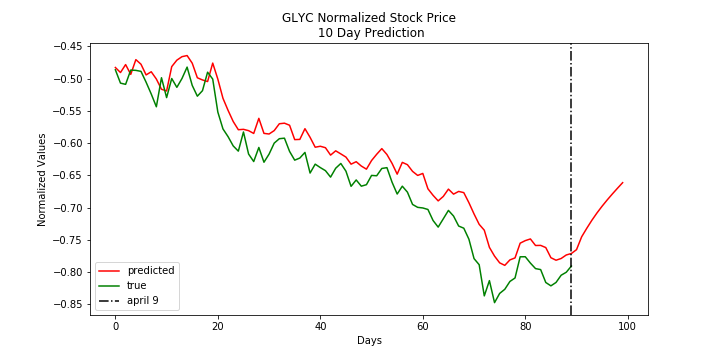 GLYC Normalized Stock Price
10 Day Prediction
Normalized Values
−0.45
−0.50
−0.55
−0.60
−0.65
−0.70
−0.75
−0.80
−0.85
predicted
true
april 9
0
20
40
60
80
100
Days